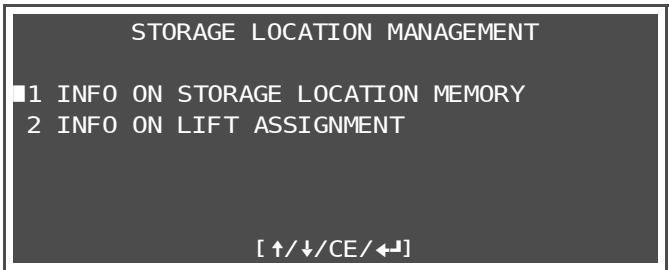 STORAGE LOCATION MANAGEMENT
1 INFO ON STORAGE LOCATION MEMORY
2 INFO ON LIFT ASSIGNMENT
[↑/↓/CE/↵]